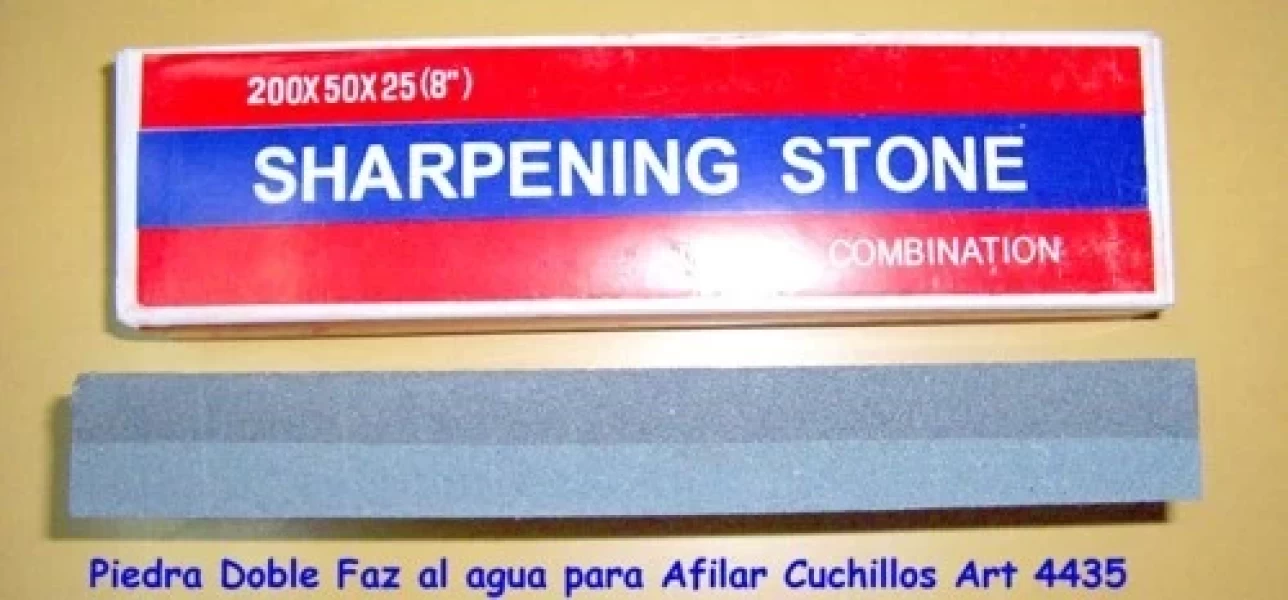 200X50X25(8")
SHARPENING STONE
COMBINATION
Piedra Doble Faz al agua para Afilar Cuchillos Art 4435